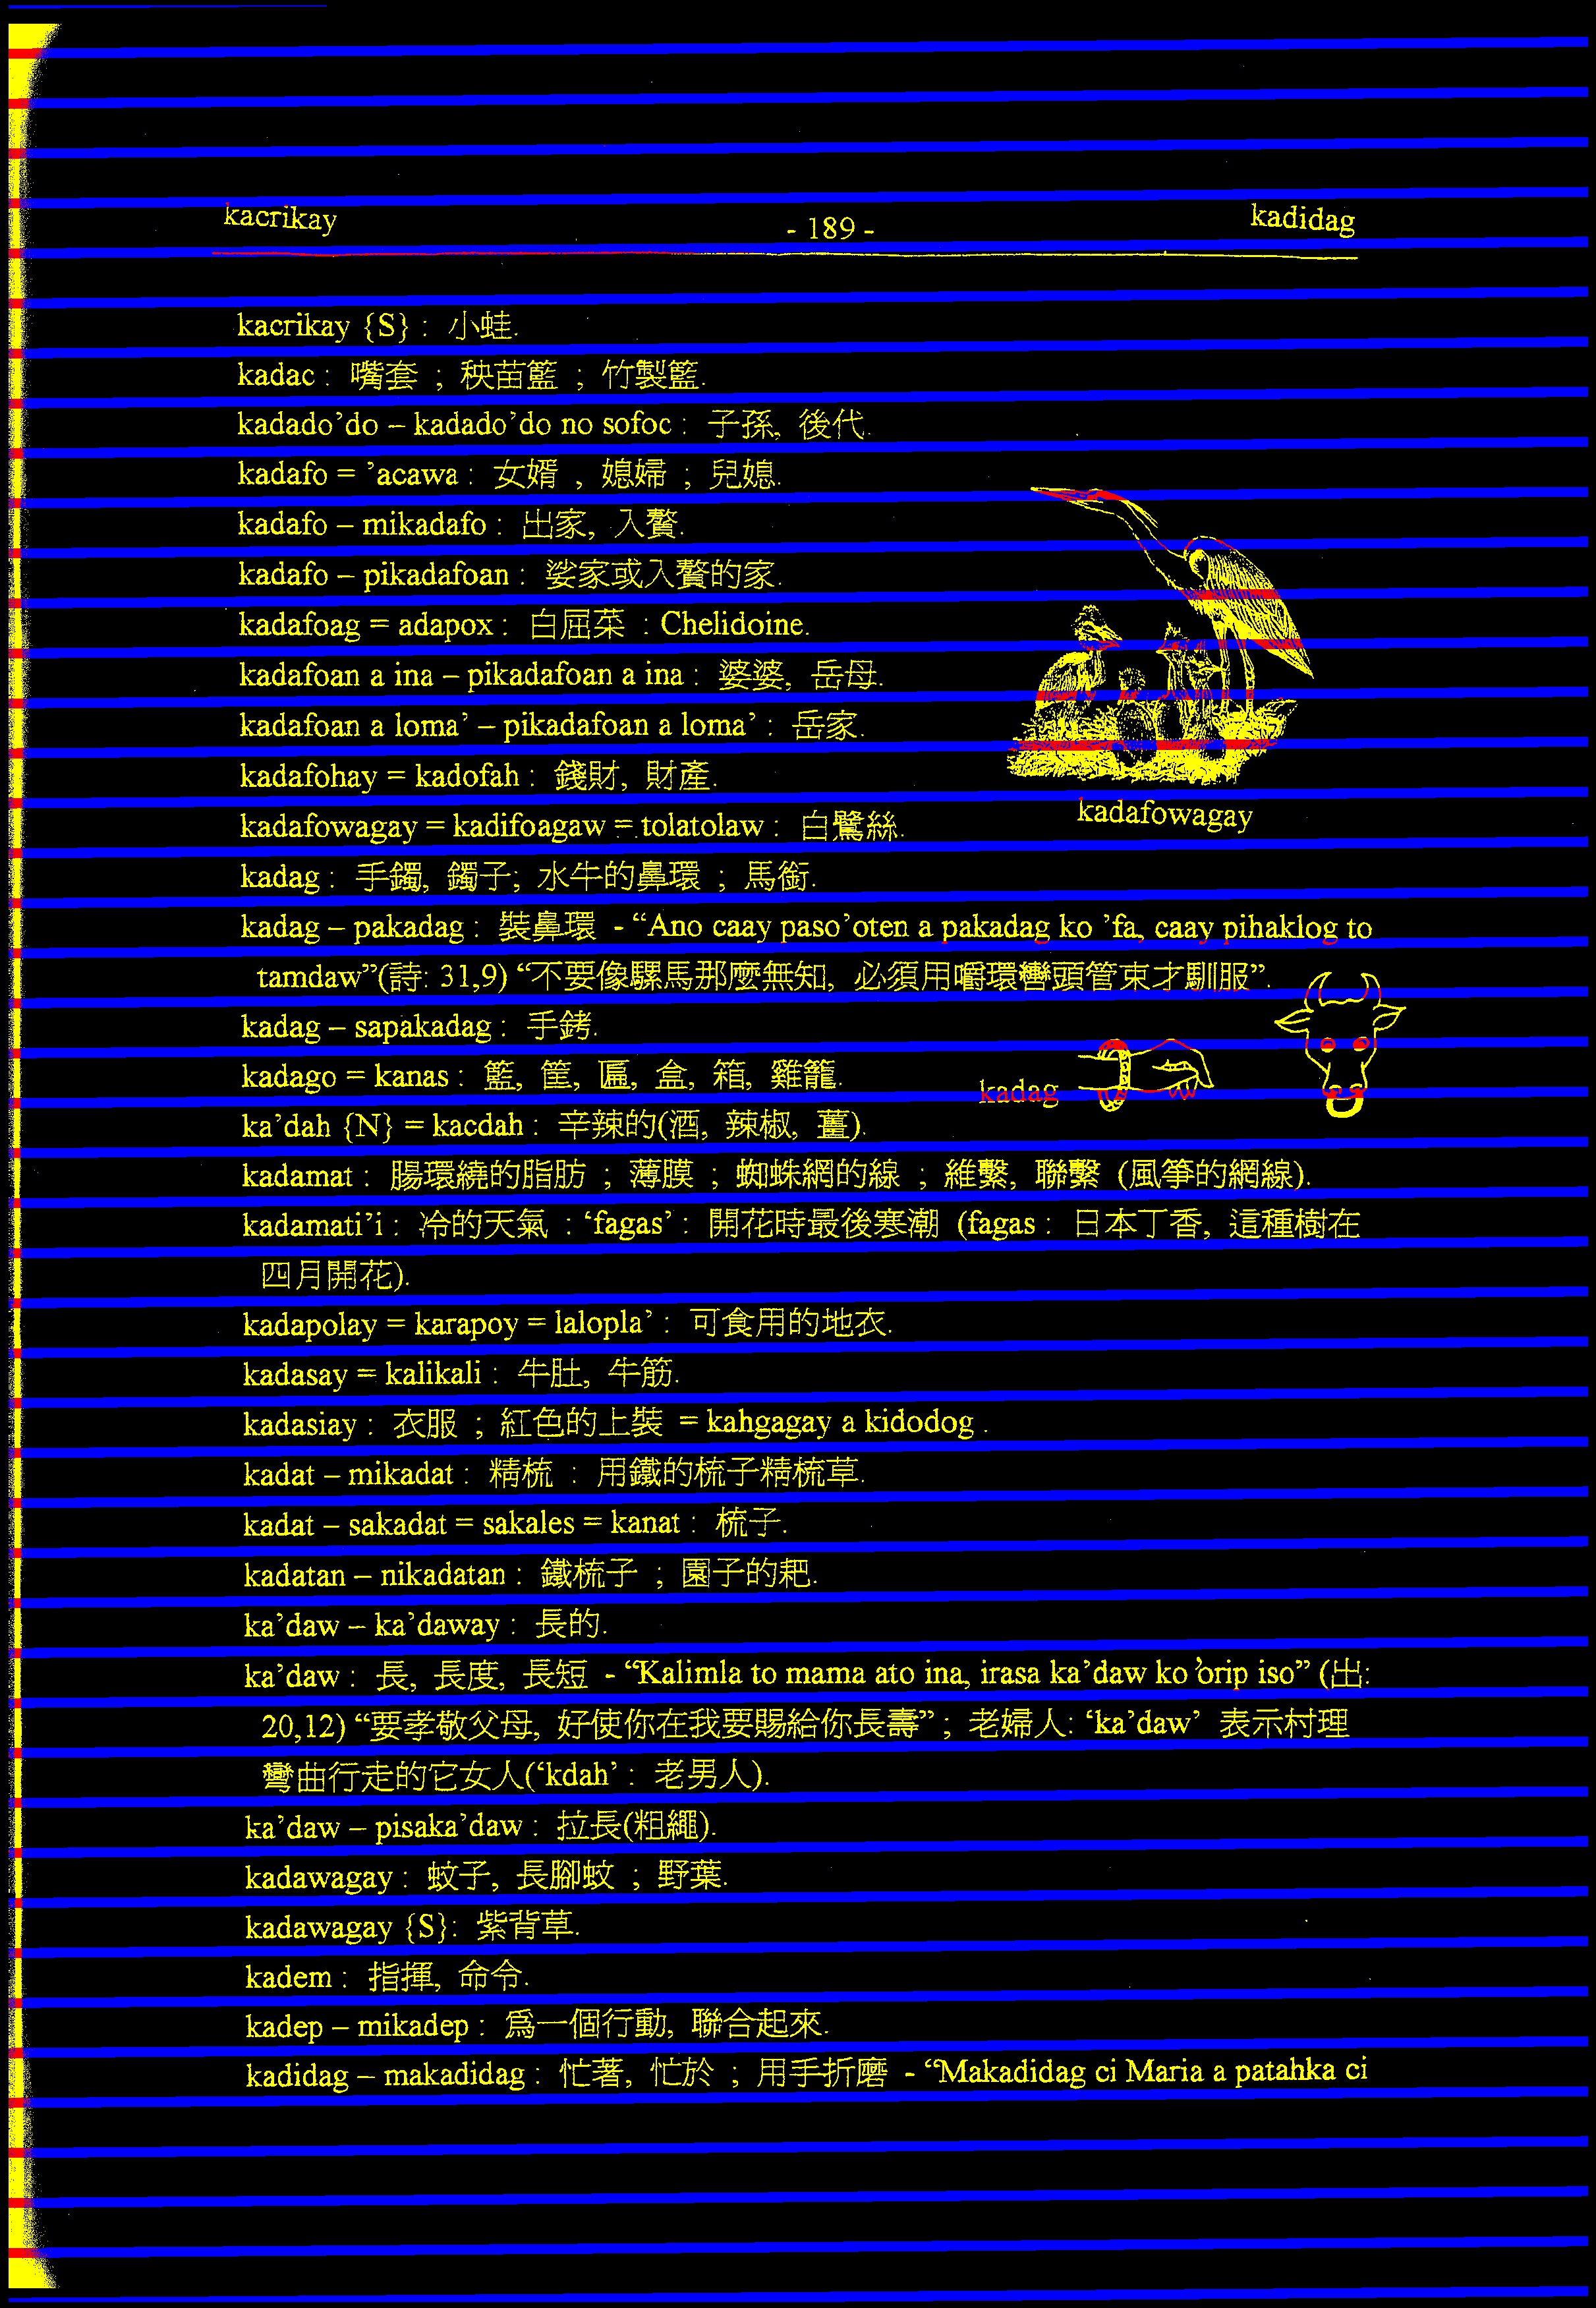 kacrikay - 189 - kadidag
kacrikay {S} : 小蛙.
kadac : 嘴套 ; 秧苗籃 ; 竹製籃.
kadado’do – kadado’do no sofoc : 子孫, 後代.
kadafo = ’acawa : 女婿 , 媳婦 ; 兒媳.
kadafo – mikadafo : 出家, 入贅.
kadafo – pikadafoan : 娑家或入贅的家.
kadafoag = adapox : 白屈菜 : Chelidoine.
kadafoan a ina – pikadafoan a ina : 婆婆, 岳母.
kadafoan a loma’ – pikadafoan a loma’ : 岳家.
kadafohay = kadofah : 錢財, 財產.
kadafowagay = kadifoagaw = tolatolaw : 白鷺絲.
kadafowagay
kadag : 手鐲, 鐲子; 水牛的鼻環 ; 馬銜.
kadag – pakadag : 裝鼻環 - “Ano caay paso’oten a pakadag ko ’fa, caay pihaklog to
tamdaw”(詩: 31,9) “不要像騾馬那麼無知, 必須用嚼環轡頭管束才馴服”.
kadag – sapakadag : 手銬.
kadago = kanas : 籃, 筐, 匾, 盒, 箱, 雞籠.
kadag
ka’dah {N} = kacdah : 辛辣的(酒, 辣椒, 薑).
kadamat : 腸環繞的脂肪 ; 薄膜 ; 蜘蛛網的線 ; 維繫, 聯繫 (風箏的網線).
kadamati’i : 冷的天氣 : ‘fagas’ : 開花時最後寒潮 (fagas : 日本丁香, 這種樹在
四月開花).
kadapolay = karapoy = lalopla’ : 可食用的地衣.
kadasay = kalikali : 牛肚, 牛筋.
kadasiay : 衣服 ; 紅色的上裝 = kahgagay a kidodog .
kadat – mikadat : 精梳 : 用鐵的梳子精梳草.
kadat – sakadat = sakales = kanat : 梳子.
kadatan – nikadatan : 鐵梳子 ; 園子的耙.
ka’daw – ka’daway : 長的.
ka’daw : 長, 長度, 長短 - “Kalimla to mama ato ina, irasa ka’daw ko ’orip iso” (出:
20,12) “要孝敬父母, 好使你在我要賜給你長壽” ; 老婦人: ‘ka’daw’ 表示村理
彎曲行走的它女人(‘kdah’ : 老男人).
ka’daw – pisaka’daw : 拉長(粗繩).
kadawagay : 蚊子, 長腳蚊 ; 野葉.
kadawagay {S}: 紫背草.
kadem : 指揮, 命令.
kadep – mikadep : 為一個行動, 聯合起來.
kadidag – makadidag : 忙著, 忙於 ; 用手折磨 - “Makadidag ci Maria a patahka ci